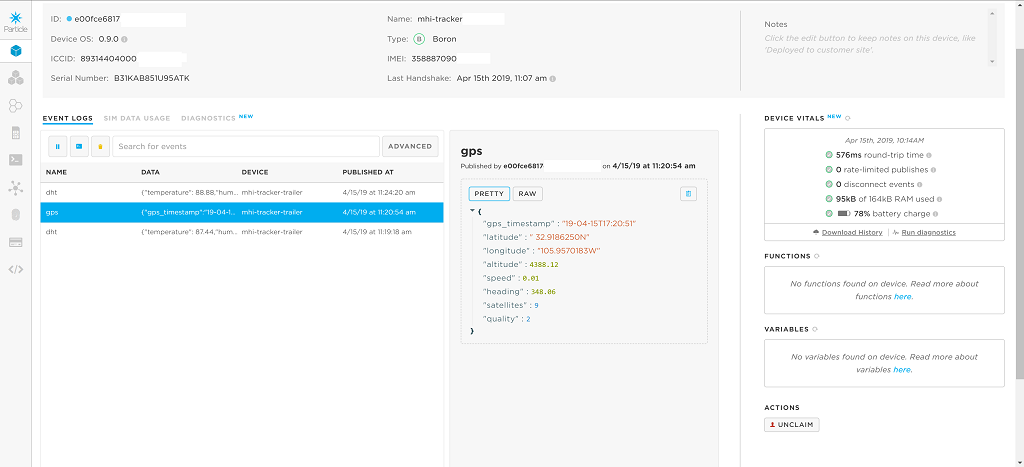 Particle
ID: e00fce6817
Name: mhi-tracker
Notes
Device OS: 0.9.0
Type: B Boron
Click the edit button to keep notes on this device, like
'Deployed to customer site'.
ICCID: 89314404000
IMEI: 358887090
Serial Number: B31KAB851U95ATK
Last Handshake: Apr 15th 2019, 11:07 am
EVENT LOGS
SIM DATA USAGE
DIAGNOSTICS NEW
Search for events
ADVANCED
NAME DATA DEVICE PUBLISHED AT
dht {"temperature": 88.88,"hum... mhi-tracker-trailer 4/15/19 at 11:24:20 am
gps {"gps_timestamp":"19-04-1... mhi-tracker-trailer 4/15/19 at 11:20:54 am
dht {"temperature": 87.44,"hum... mhi-tracker-trailer 4/15/19 at 11:19:18 am
gps
Published by e00fce6817 on 4/15/19 at 11:20:54 am
PRETTY RAW
{
"gps_timestamp" : "19-04-15T17:20:51"
"latitude" : " 32.9186250N"
"longitude" : "105.9570183W"
"altitude" : 4388.12
"speed" : 0.01
"heading" : 348.06
"satellites" : 9
"quality" : 2
}
DEVICE VITALS NEW
Apr 15th, 2019, 10:14AM
576ms round-trip time
0 rate-limited publishes
0 disconnect events
95kB of 164kB RAM used
78% battery charge
Download History
Run diagnostics
FUNCTIONS
No functions found on device. Read more about
functions here.
VARIABLES
No variables found on device. Read more about
variables here.
ACTIONS
UNCLAIM